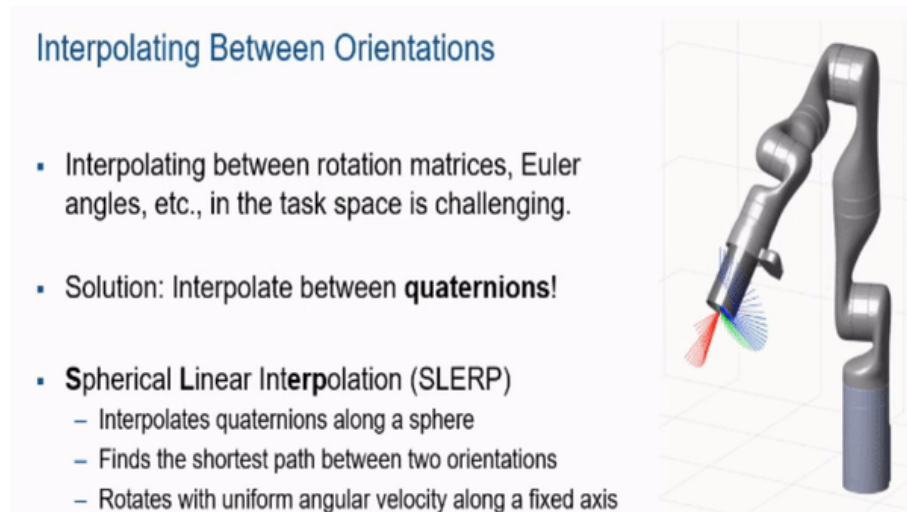 Interpolating Between Orientations
▪ Interpolating between rotation matrices, Euler
angles, etc., in the task space is challenging.
▪ Solution: Interpolate between quaternions!
▪ Spherical Linear Interpolation (SLERP)
– Interpolates quaternions along a sphere
– Finds the shortest path between two orientations
– Rotates with uniform angular velocity along a fixed axis